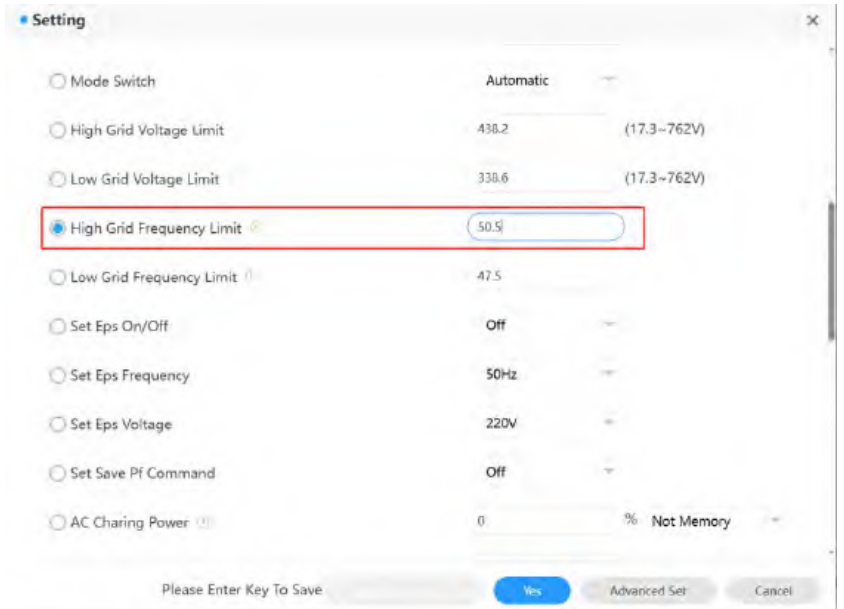 Setting
Mode Switch Automatic
High Grid Voltage Limit 438.2 (17.3~762V)
Low Grid Voltage Limit 338.6 (17.3~762V)
High Grid Frequency Limit 50.5
Low Grid Frequency Limit 47.5
Set Eps On/Off Off
Set Eps Frequency 50Hz
Set Eps Voltage 220V
Set Save Pf Command Off
AC Charing Power 0 % Not Memory
Please Enter Key To Save Yes Advanced Set Cancel